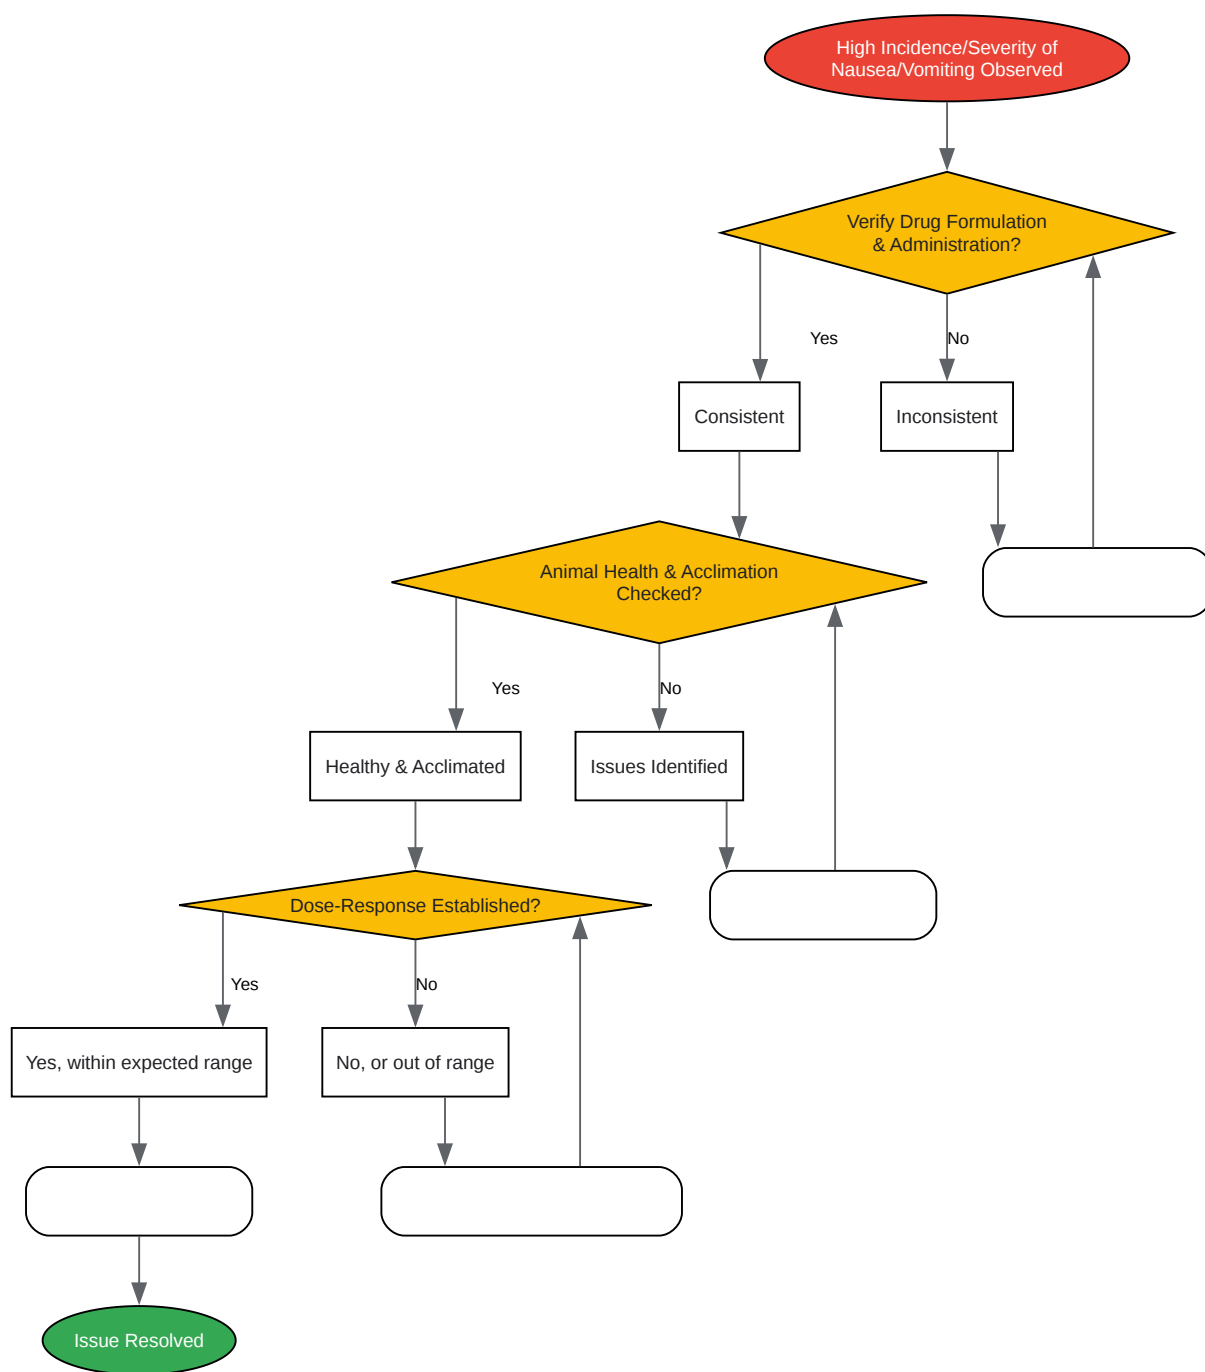 High Incidence/Severity of
Nausea/Vomiting Observed
Verify Drug Formulation
& Administration?
Yes
No
Consistent
Inconsistent
Animal Health & Acclimation
Checked?
Yes
No
Healthy & Acclimated
Issues Identified
Dose-Response Established?
Yes
No
Yes, within expected range
No, or out of range
Issue Resolved